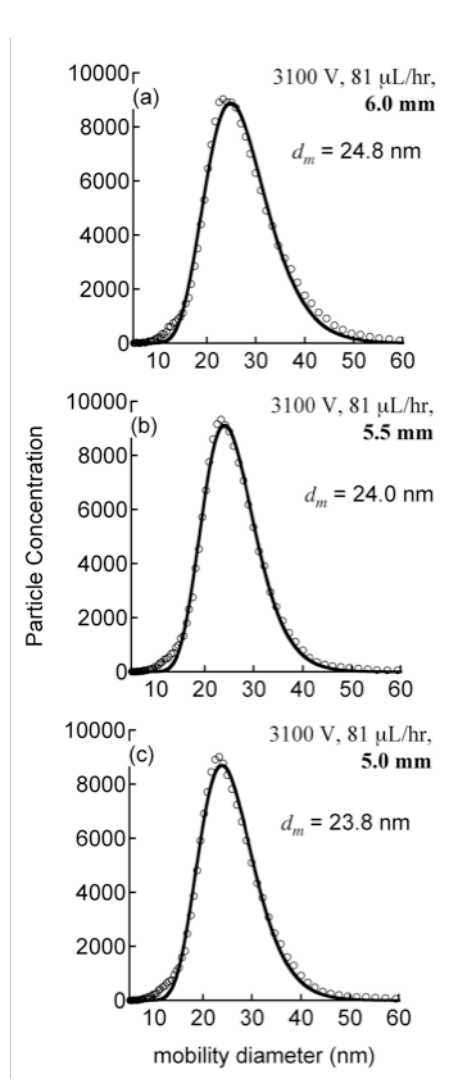 10000
(a)
3100 V, 81 μL/hr,
6.0 mm
8000
d_m = 24.8 nm
6000
4000
2000
0
10 20 30 40 50 60
10000
(b)
3100 V, 81 μL/hr,
5.5 mm
8000
d_m = 24.0 nm
6000
4000
2000
0
10 20 30 40 50 60
Particle Concentration
10000
(c)
3100 V, 81 μL/hr,
5.0 mm
8000
d_m = 23.8 nm
6000
4000
2000
0
10 20 30 40 50 60
mobility diameter (nm)